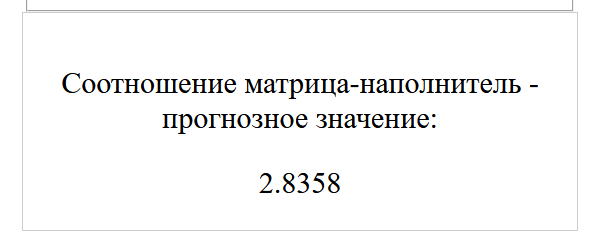 Соотношение матрица-наполнитель -
прогнозное значение:
2.8358